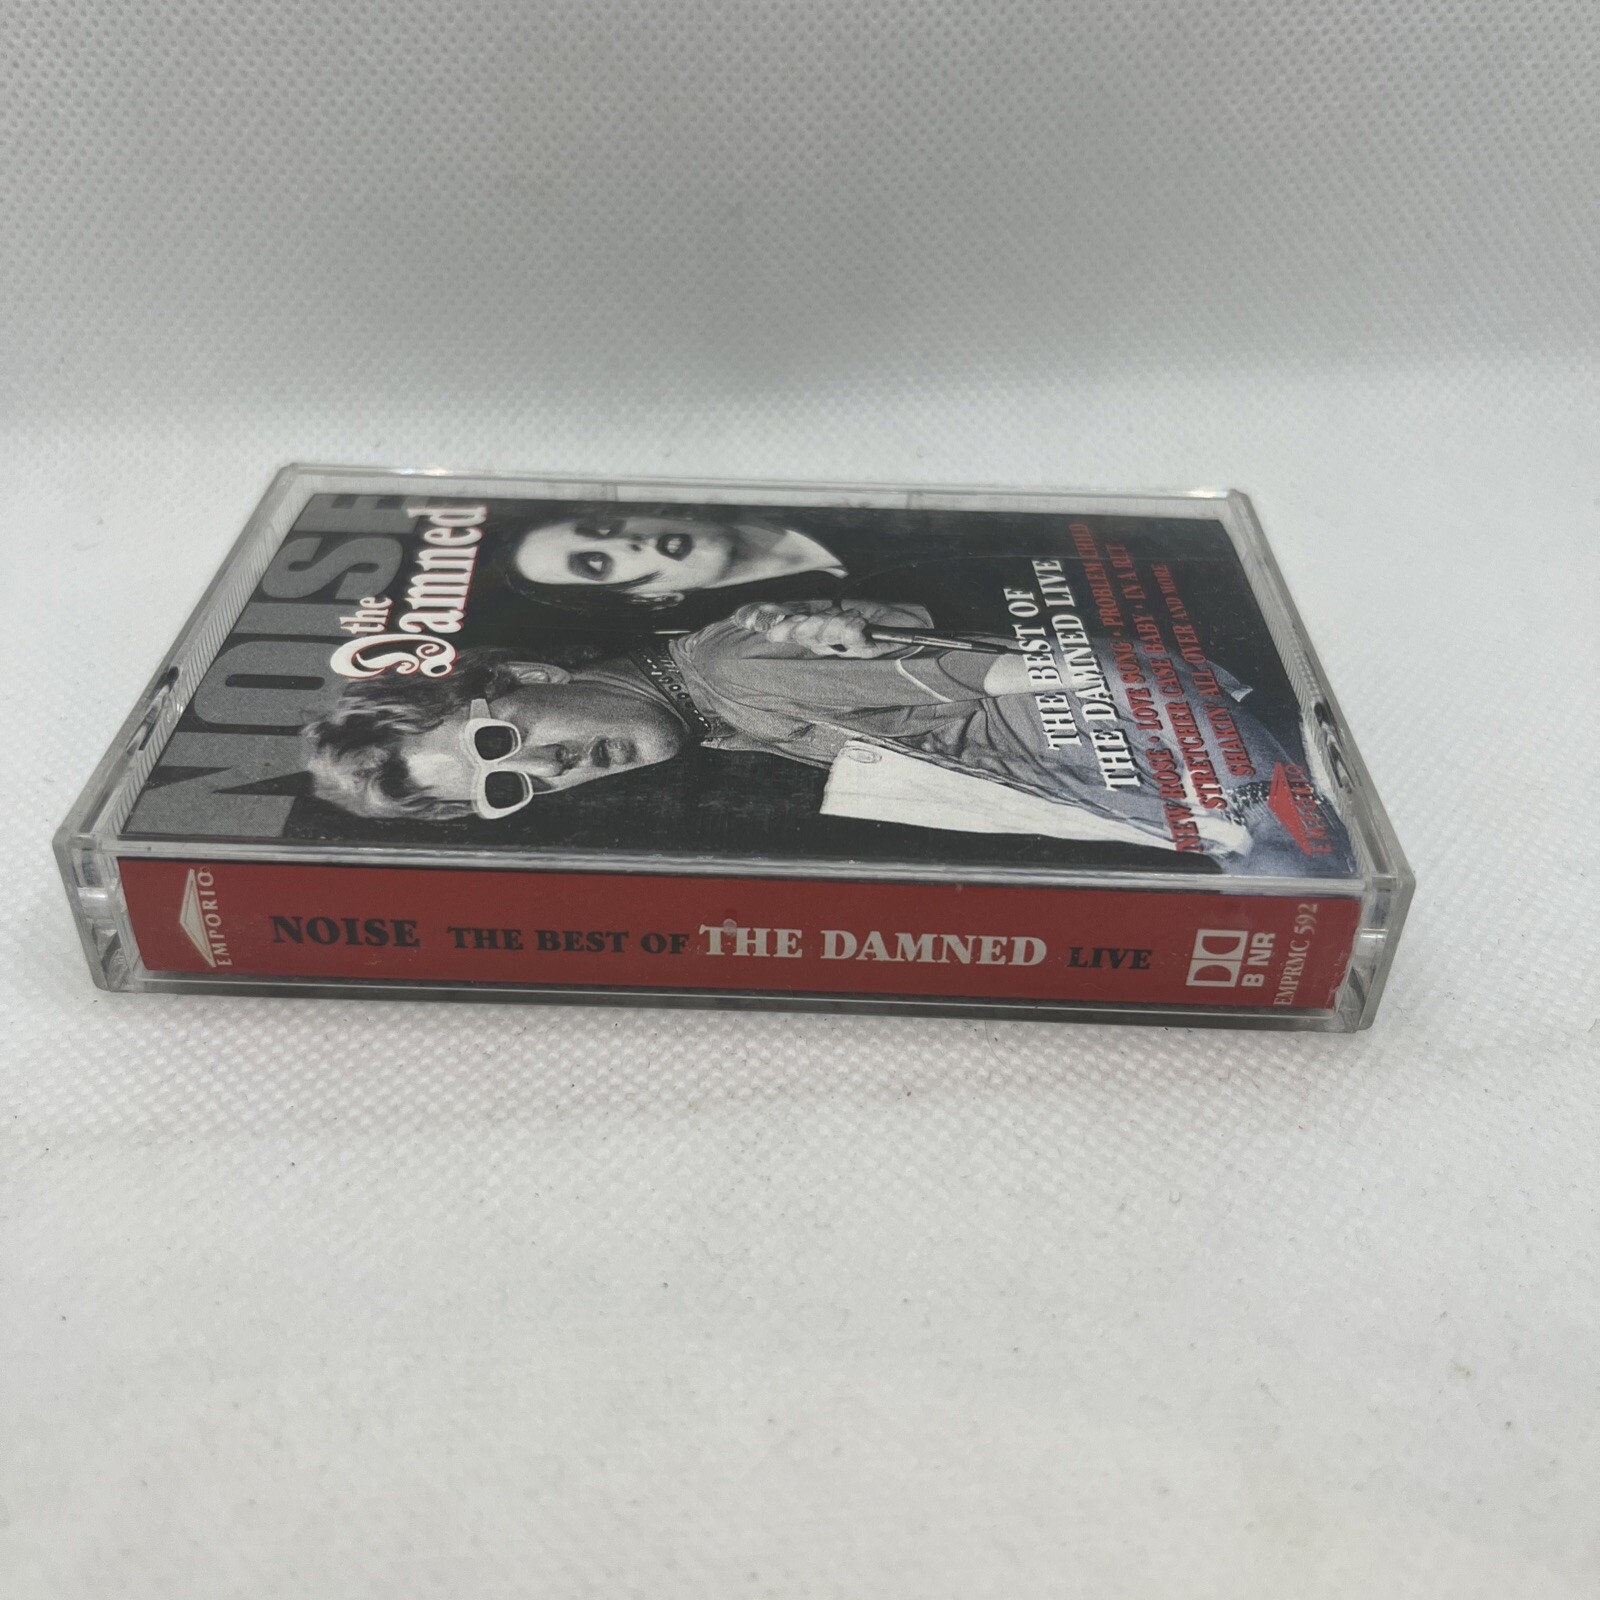 NOISE
the
Damned
THE BEST OF
THE DAMNED LIVE
NEW ROSE • LOVE SONG • PROBLEM CHILD
STRETCHER CASE BABY • IN A RUT
SHAKIN' ALL OVER AND MORE
EMPORIO
EMPORIO
NOISE THE BEST OF THE DAMNED LIVE
B NR
EMPRMC 592